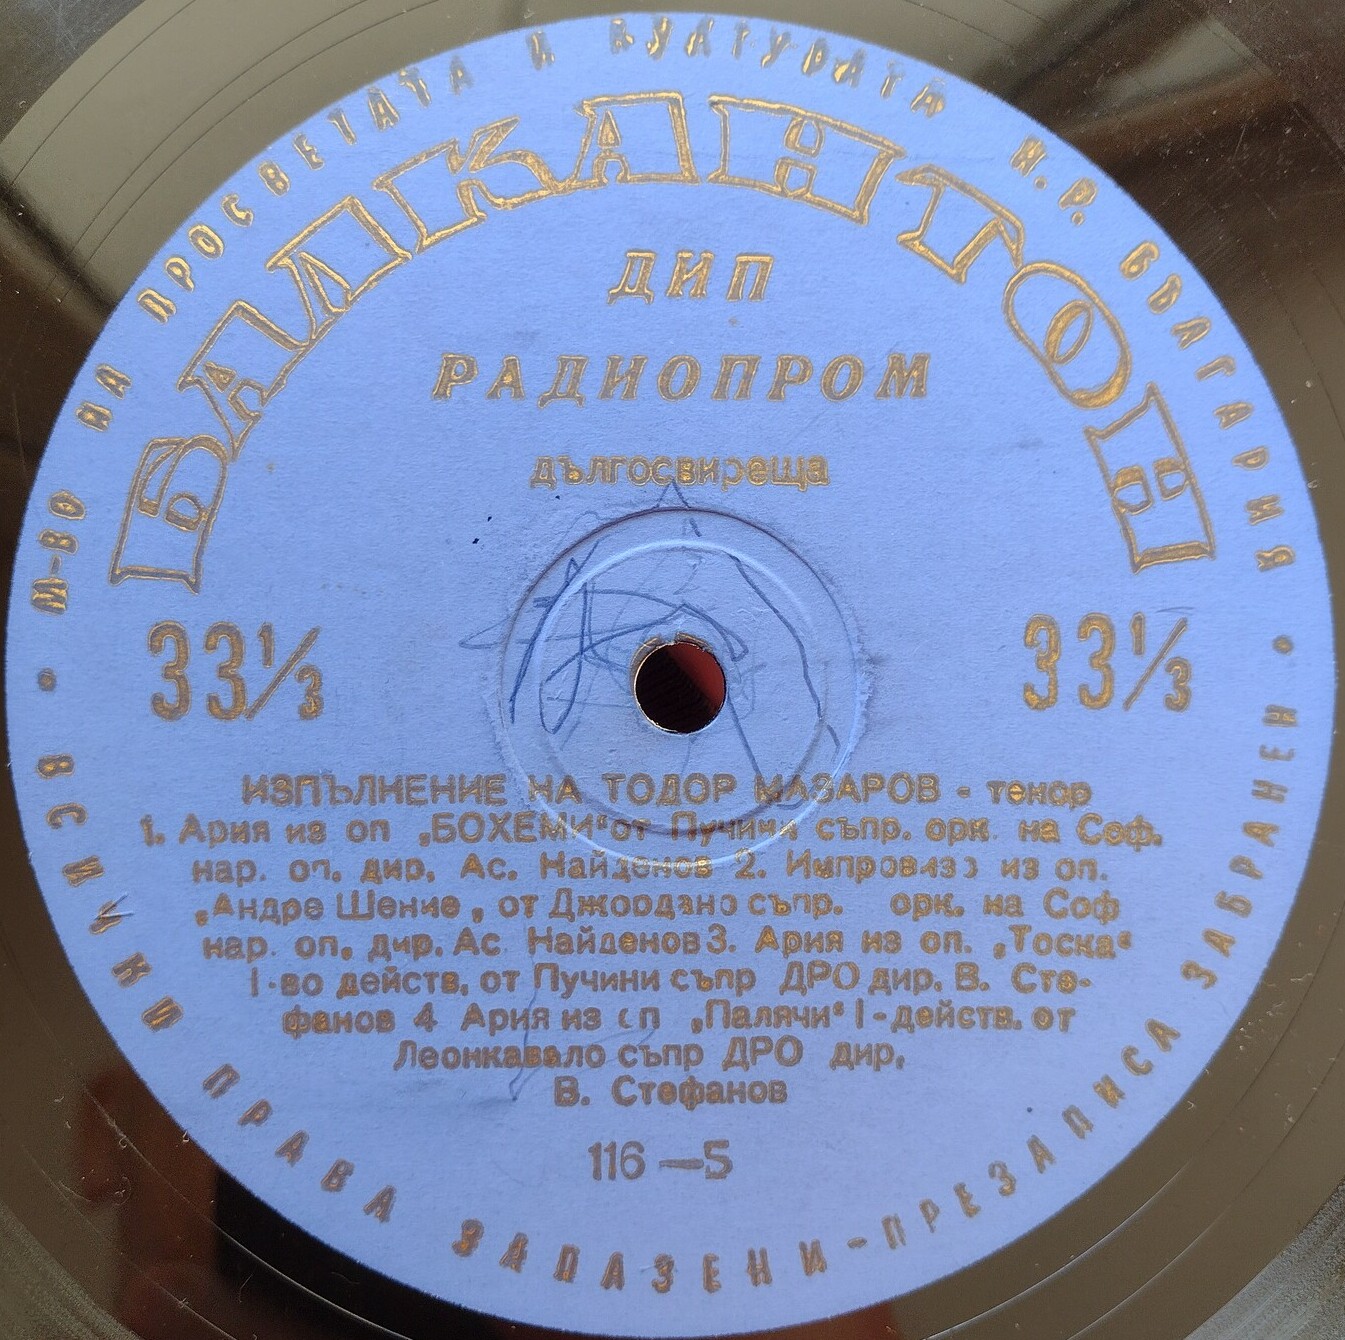 М-ВО НА ПРОСВЕТАТА И КУЛТУРАТА Н.Р. БЪЛГАРИЯ
БАЛКАНТОН
ДИП
РАДИОПРОМ
дългосвиреща
33⅓ 33⅓
ИЗПЪЛНЕНИЕ НА ТОДОР МАЗАРОВ - тенор
1. Ария из оп „БОХЕМИ“ от Пучини съпр. орк. на Соф.
нар. оп. дир. Ас. Найденов 2. Импровизо из оп.
„Андре Шение„ от Джордано съпр. орк. на Соф
нар. оп. дир. Ас Найденов 3. Ария из оп. „Тоска“
I-во действ. от Пучини съпр ДРО дир. В. Сте-
фанов 4 Ария из оп „Палячи“ I-действ. от
Леонкавало съпр ДРО дир.
В. Стефанов
116—5
ВСИЧКИ ПРАВА ЗАПАЗЕНИ-ПРЕЗАПИСА ЗАБРАНЕН